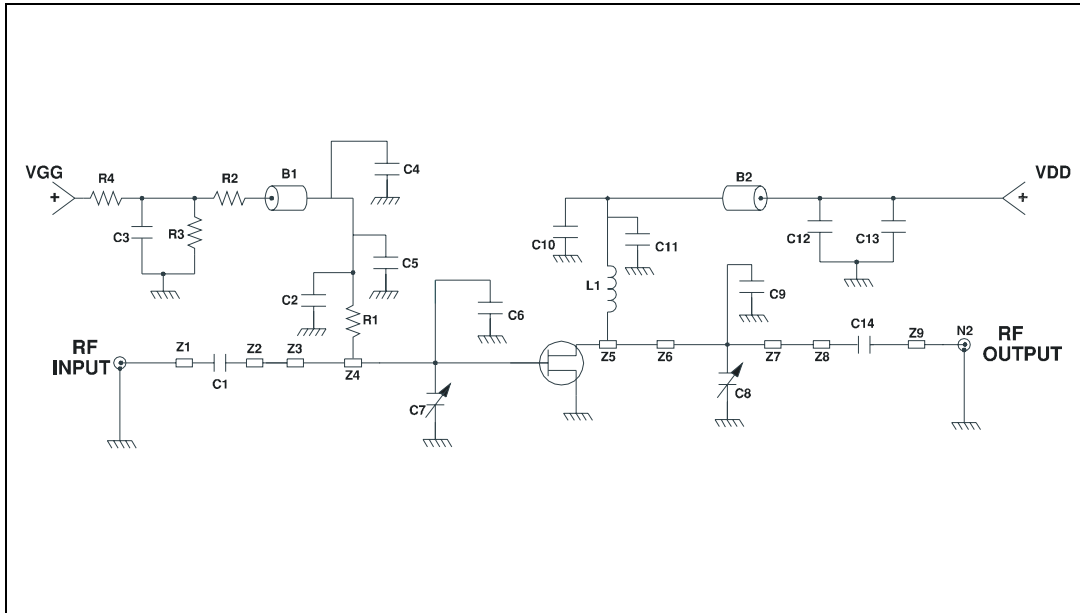 C4
VGG
+
R4
R2
B1
B2
VDD
+
C3
R3
C10
C11
C12
C13
C5
C2
L1
C9
R1
C6
RF
INPUT
Z1
C1
Z2
Z3
Z4
C7
Z5
Z6
C8
Z7
Z8
C14
Z9
N2
RF
OUTPUT